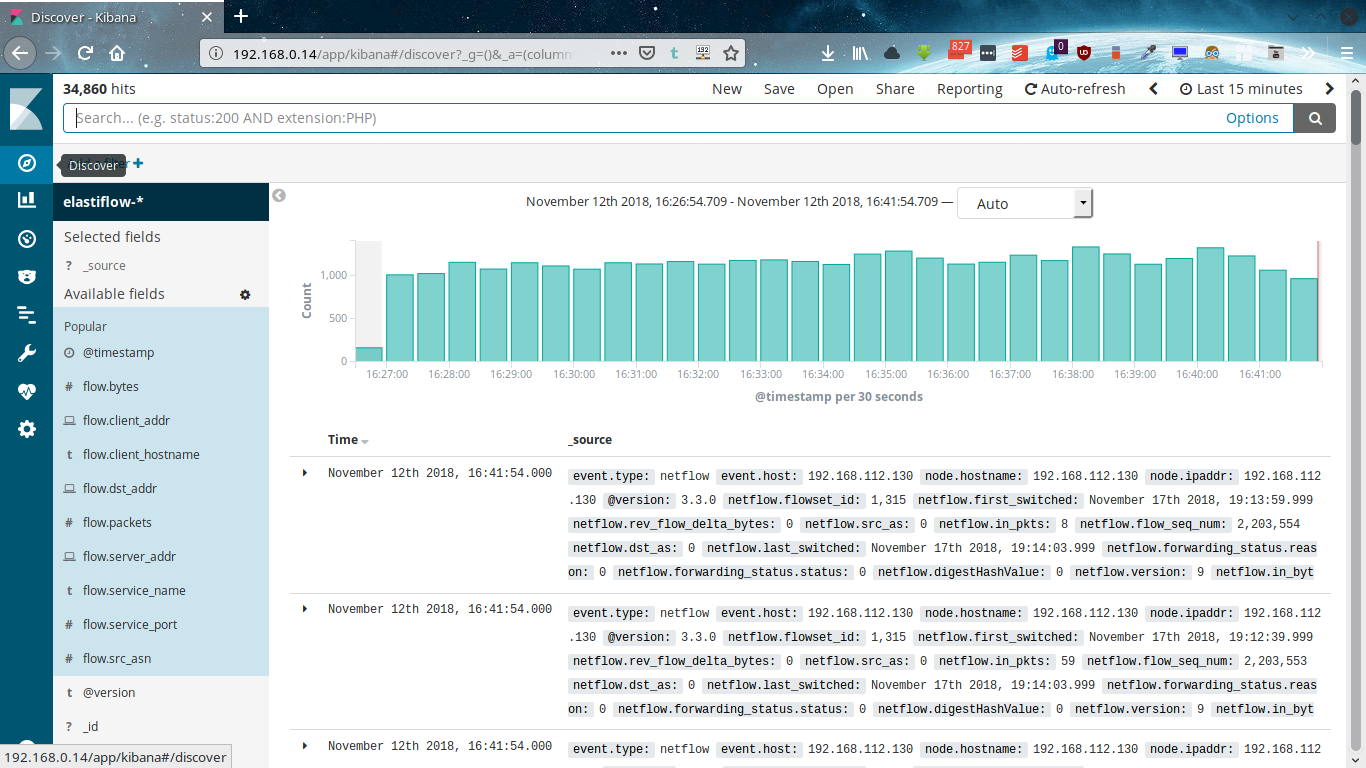 Discover - Kibana
192.168.0.14/app/kibana#/discover?_g=()&_a=(column
827
0
34,860 hits
New Save Open Share Reporting Auto-refresh Last 15 minutes
Search... (e.g. status:200 AND extension:PHP)
Options
Discover
elastiflow-*
November 12th 2018, 16:26:54.709 - November 12th 2018, 16:41:54.709 —
Auto
Selected fields
? _source
Available fields
Popular
@timestamp
# flow.bytes
flow.client_addr
t flow.client_hostname
flow.dst_addr
# flow.packets
flow.server_addr
t flow.service_name
# flow.service_port
# flow.src_asn
t @version
? _id
Count
1,000
500
0
16:27:00 16:28:00 16:29:00 16:30:00 16:31:00 16:32:00 16:33:00 16:34:00 16:35:00 16:36:00 16:37:00 16:38:00 16:39:00 16:40:00 16:41:00
@timestamp per 30 seconds
Time _source
November 12th 2018, 16:41:54.000
event.type: netflow event.host: 192.168.112.130 node.hostname: 192.168.112.130 node.ipaddr: 192.168.112
.130 @version: 3.3.0 netflow.flowset_id: 1,315 netflow.first_switched: November 17th 2018, 19:13:59.999
netflow.rev_flow_delta_bytes: 0 netflow.src_as: 0 netflow.in_pkts: 8 netflow.flow_seq_num: 2,203,554
netflow.dst_as: 0 netflow.last_switched: November 17th 2018, 19:14:03.999 netflow.forwarding_status.reas
on: 0 netflow.forwarding_status.status: 0 netflow.digestHashValue: 0 netflow.version: 9 netflow.in_byt
November 12th 2018, 16:41:54.000
event.type: netflow event.host: 192.168.112.130 node.hostname: 192.168.112.130 node.ipaddr: 192.168.112
.130 @version: 3.3.0 netflow.flowset_id: 1,315 netflow.first_switched: November 17th 2018, 19:12:39.999
netflow.rev_flow_delta_bytes: 0 netflow.src_as: 0 netflow.in_pkts: 59 netflow.flow_seq_num: 2,203,553
netflow.dst_as: 0 netflow.last_switched: November 17th 2018, 19:14:03.999 netflow.forwarding_status.reas
on: 0 netflow.forwarding_status.status: 0 netflow.digestHashValue: 0 netflow.version: 9 netflow.in_byt
November 12th 2018, 16:41:54.000
event.type: netflow event.host: 192.168.112.130 node.hostname: 192.168.112.130 node.ipaddr: 192.168.112
192.168.0.14/app/kibana#/discover